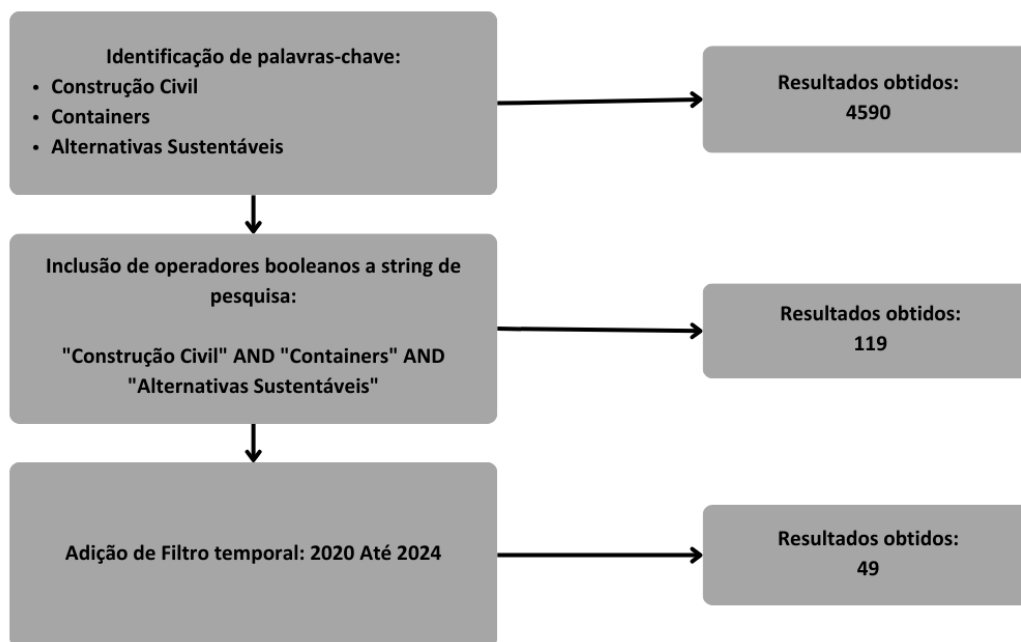 Identificação de palavras-chave:
• Construção Civil
• Containers
• Alternativas Sustentáveis
Resultados obtidos:
4590
Inclusão de operadores booleanos a string de
pesquisa:
"Construção Civil" AND "Containers" AND
"Alternativas Sustentáveis"
Resultados obtidos:
119
Adição de Filtro temporal: 2020 Até 2024
Resultados obtidos:
49